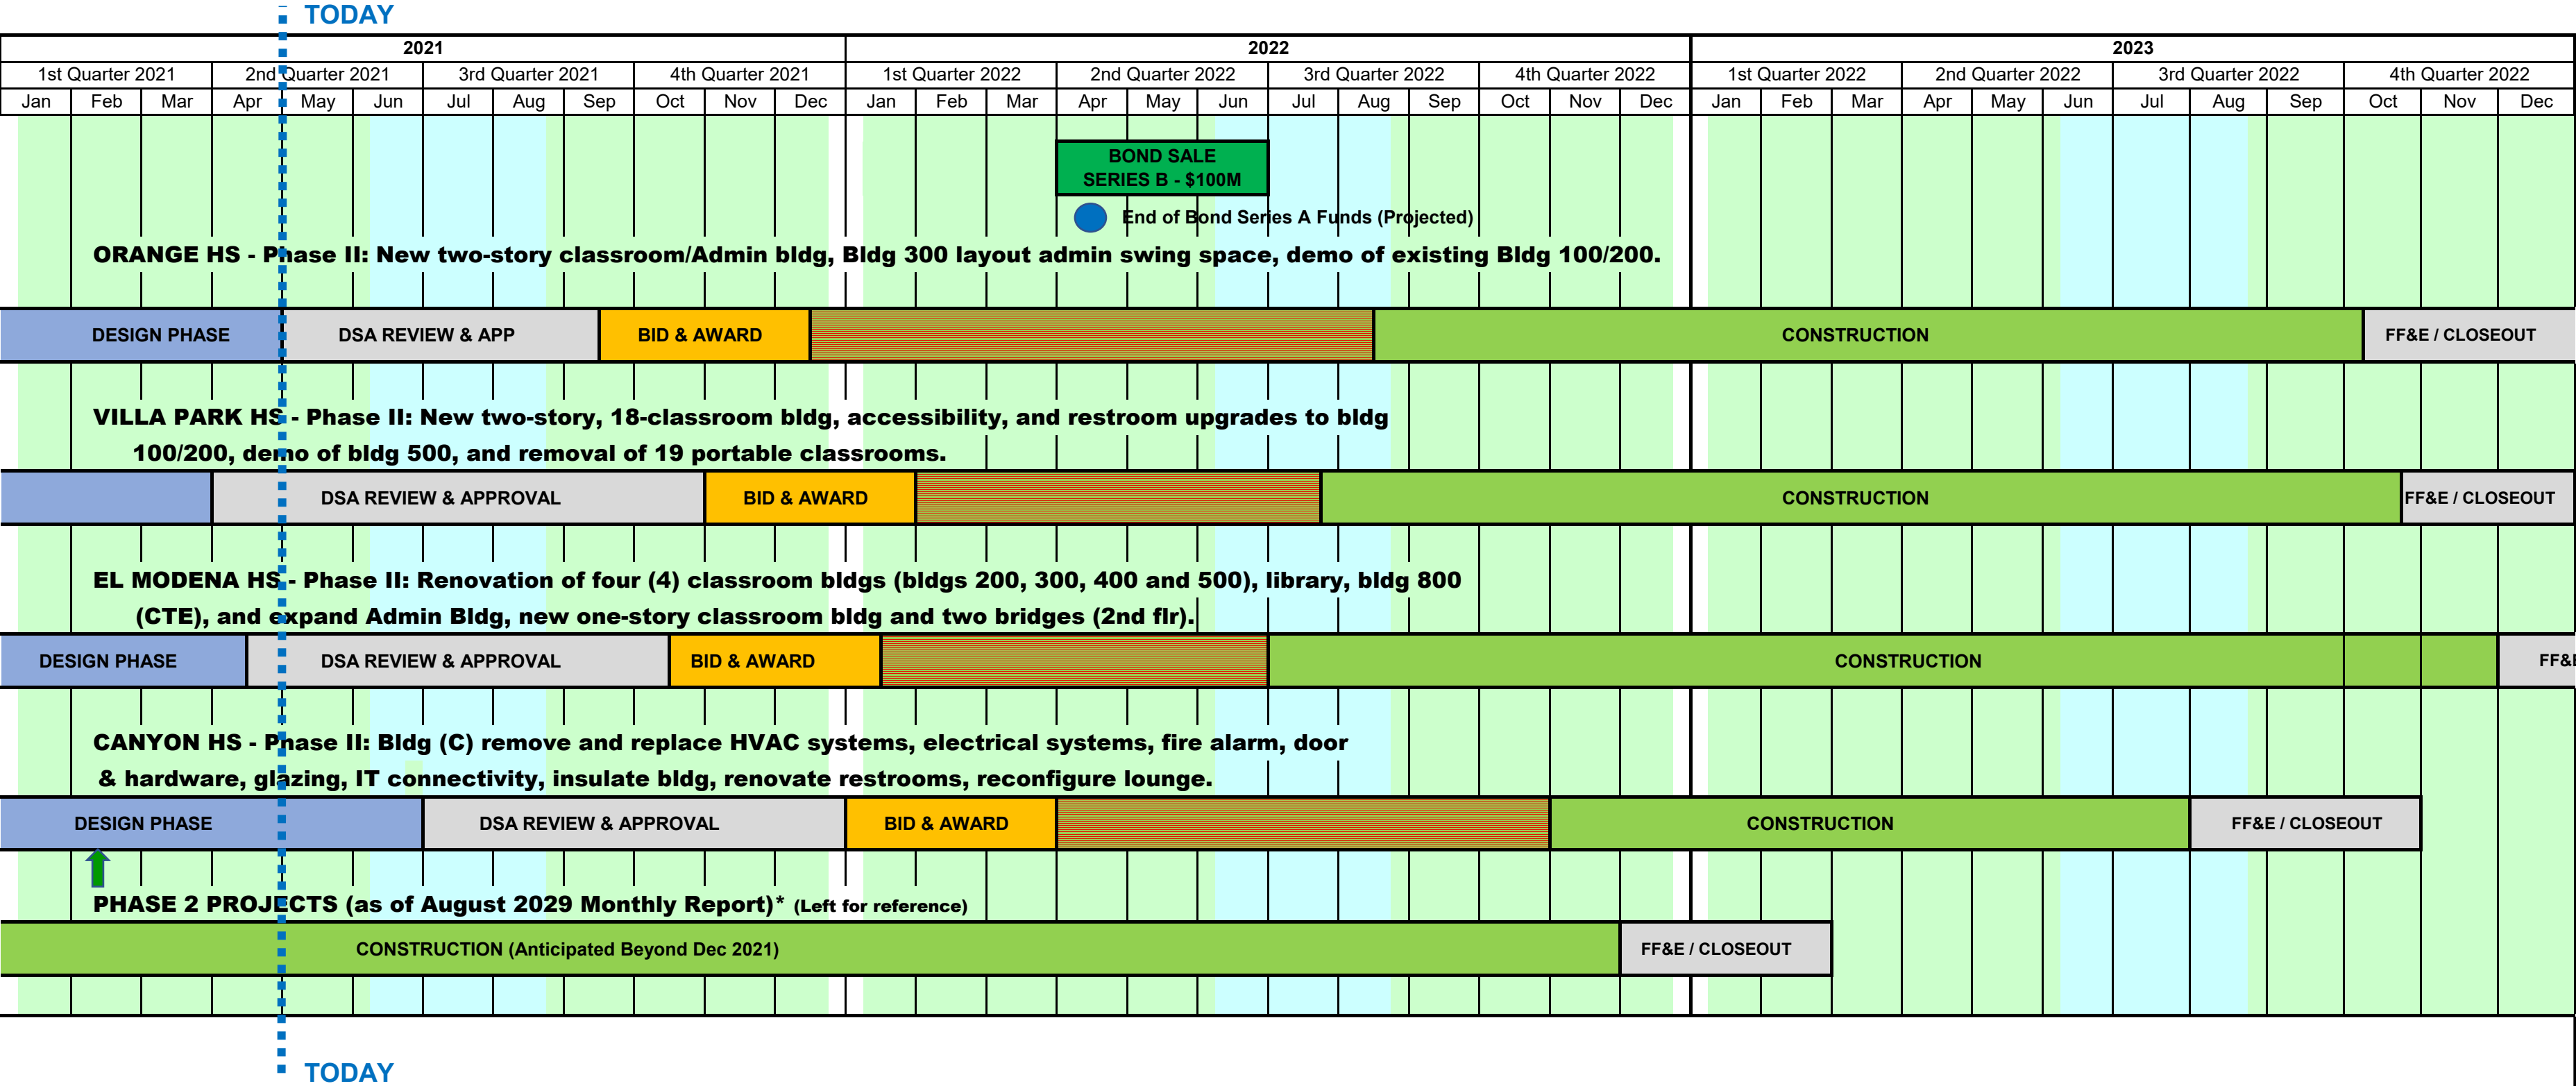 TODAY
2021 2022 2023
1st Quarter 2021 2nd Quarter 2021 3rd Quarter 2021 4th Quarter 2021 1st Quarter 2022 2nd Quarter 2022 3rd Quarter 2022 4th Quarter 2022 1st Quarter 2022 2nd Quarter 2022 3rd Quarter 2022 4th Quarter 2022
Jan Feb Mar Apr May Jun Jul Aug Sep Oct Nov Dec Jan Feb Mar Apr May Jun Jul Aug Sep Oct Nov Dec Jan Feb Mar Apr May Jun Jul Aug Sep Oct Nov Dec
BOND SALE
SERIES B - $100M
End of Bond Series A Funds (Projected)
ORANGE HS - Phase II: New two-story classroom/Admin bldg, Bldg 300 layout admin swing space, demo of existing Bldg 100/200.
DESIGN PHASE DSA REVIEW & APP BID & AWARD CONSTRUCTION FF&E / CLOSEOUT
VILLA PARK HS - Phase II: New two-story, 18-classroom bldg, accessibility, and restroom upgrades to bldg
100/200, demo of bldg 500, and removal of 19 portable classrooms.
DSA REVIEW & APPROVAL BID & AWARD CONSTRUCTION FF&E / CLOSEOUT
EL MODENA HS - Phase II: Renovation of four (4) classroom bldgs (bldgs 200, 300, 400 and 500), library, bldg 800
(CTE), and expand Admin Bldg, new one-story classroom bldg and two bridges (2nd flr).
DESIGN PHASE DSA REVIEW & APPROVAL BID & AWARD CONSTRUCTION FF&E
CANYON HS - Phase II: Bldg (C) remove and replace HVAC systems, electrical systems, fire alarm, door
& hardware, glazing, IT connectivity, insulate bldg, renovate restrooms, reconfigure lounge.
DESIGN PHASE DSA REVIEW & APPROVAL BID & AWARD CONSTRUCTION FF&E / CLOSEOUT
PHASE 2 PROJECTS (as of August 2029 Monthly Report)* (Left for reference)
CONSTRUCTION (Anticipated Beyond Dec 2021) FF&E / CLOSEOUT
TODAY